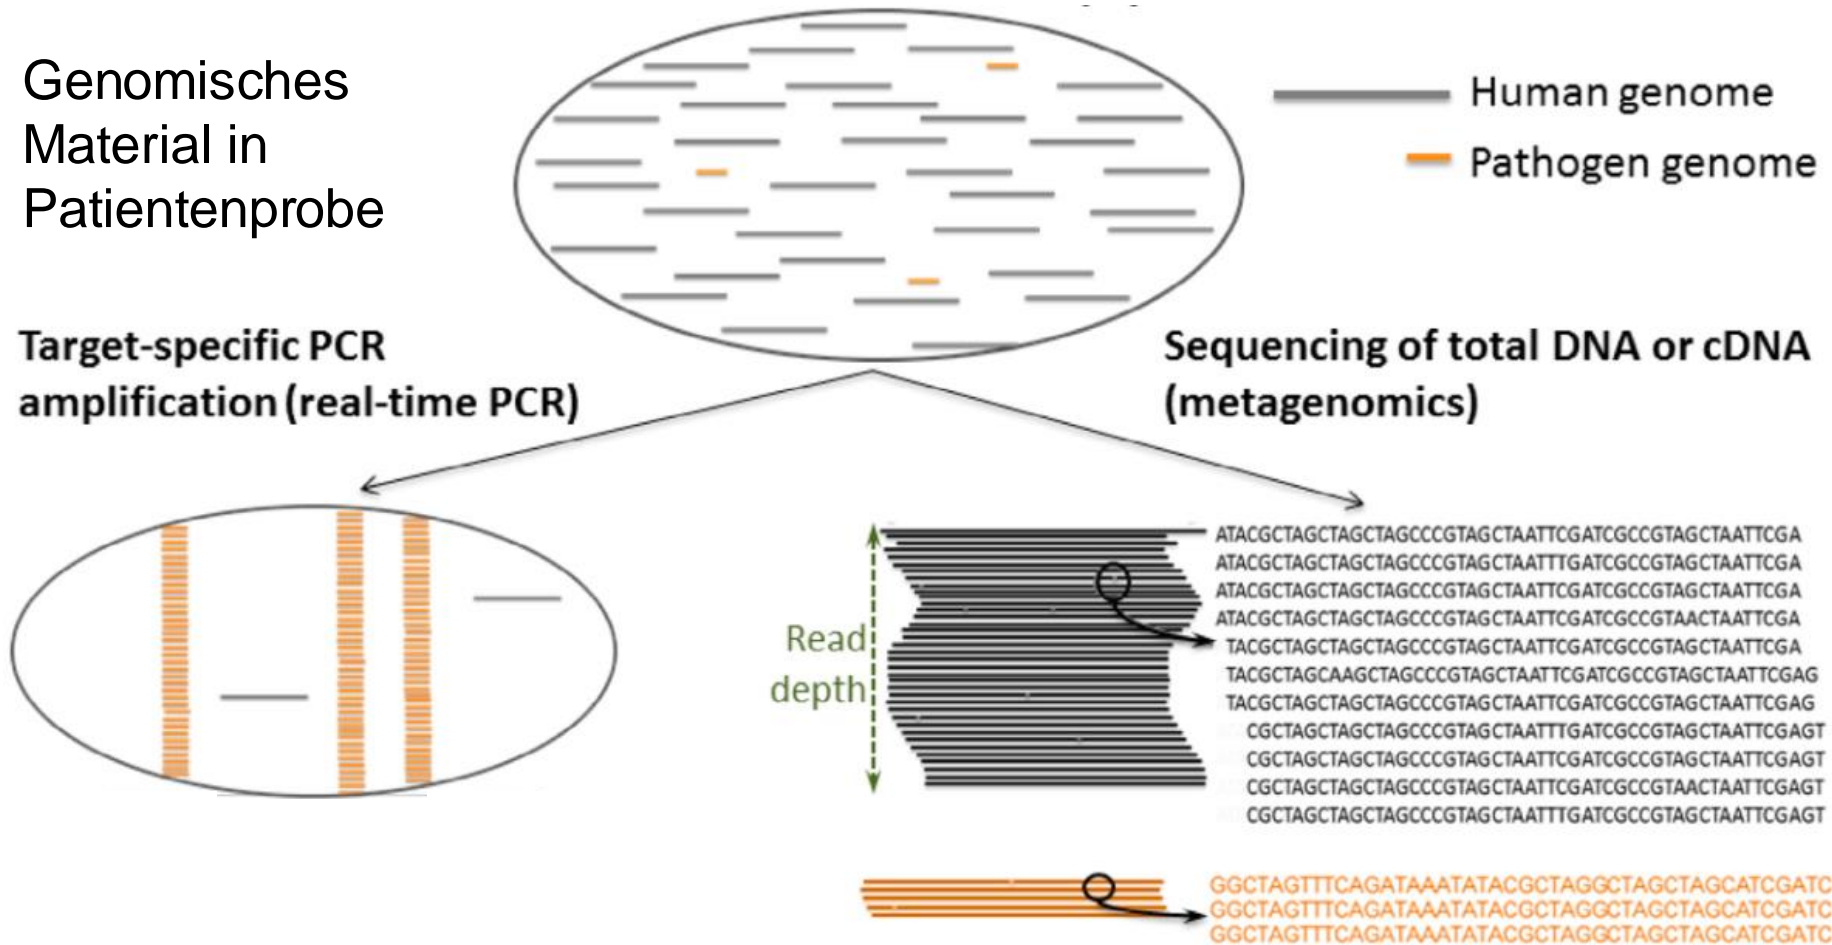 Genomisches
Material in
Patientenprobe
Human genome
Pathogen genome
Target-specific PCR
amplification (real-time PCR)
Sequencing of total DNA or cDNA
(metagenomics)
Read
depth
ATACGCTAGCTAGCTAGCCCGTAGCTAATTCGATCGCCGTAGCTAATTCGA
ATACGCTAGCTAGCTAGCCCGTAGCTAATTTGATCGCCGTAGCTAATTCGA
ATACGCTAGCTAGCTAGCCCGTAGCTAATTCGATCGCCGTAGCTAATTCGA
ATACGCTAGCTAGCTAGCCCGTAGCTAATTCGATCGCCGTAACTAATTCGA
TACGCTAGCTAGCTAGCCCGTAGCTAATTCGATCGCCGTAGCTAATTCGA
TACGCTAGCAAGCTAGCCCGTAGCTAATTCGATCGCCGTAGCTAATTCGAG
TACGCTAGCTAGCTAGCCCGTAGCTAATTCGATCGCCGTAGCTAATTCGAG
CGCTAGCTAGCTAGCCCGTAGCTAATTTGATCGCCGTAGCTAATTCGAGT
CGCTAGCTAGCTAGCCCGTAGCTAATTCGATCGCCGTAGCTAATTCGAGT
CGCTAGCTAGCTAGCCCGTAGCTAATTCGATCGCCGTAACTAATTCGAGT
CGCTAGCTAGCTAGCCCGTAGCTAATTTGATCGCCGTAGCTAATTCGAGT
GGCTAGTTTCAGATAAATATACGCTAGGCTAGCTAGCATCGATC
GGCTAGTTTCAGATAAATATACGCTAGGCTAGCTAGCATCGATC
GGCTAGTTTCAGATAAATATACGCTAGGCTAGCTAGCATCGATC